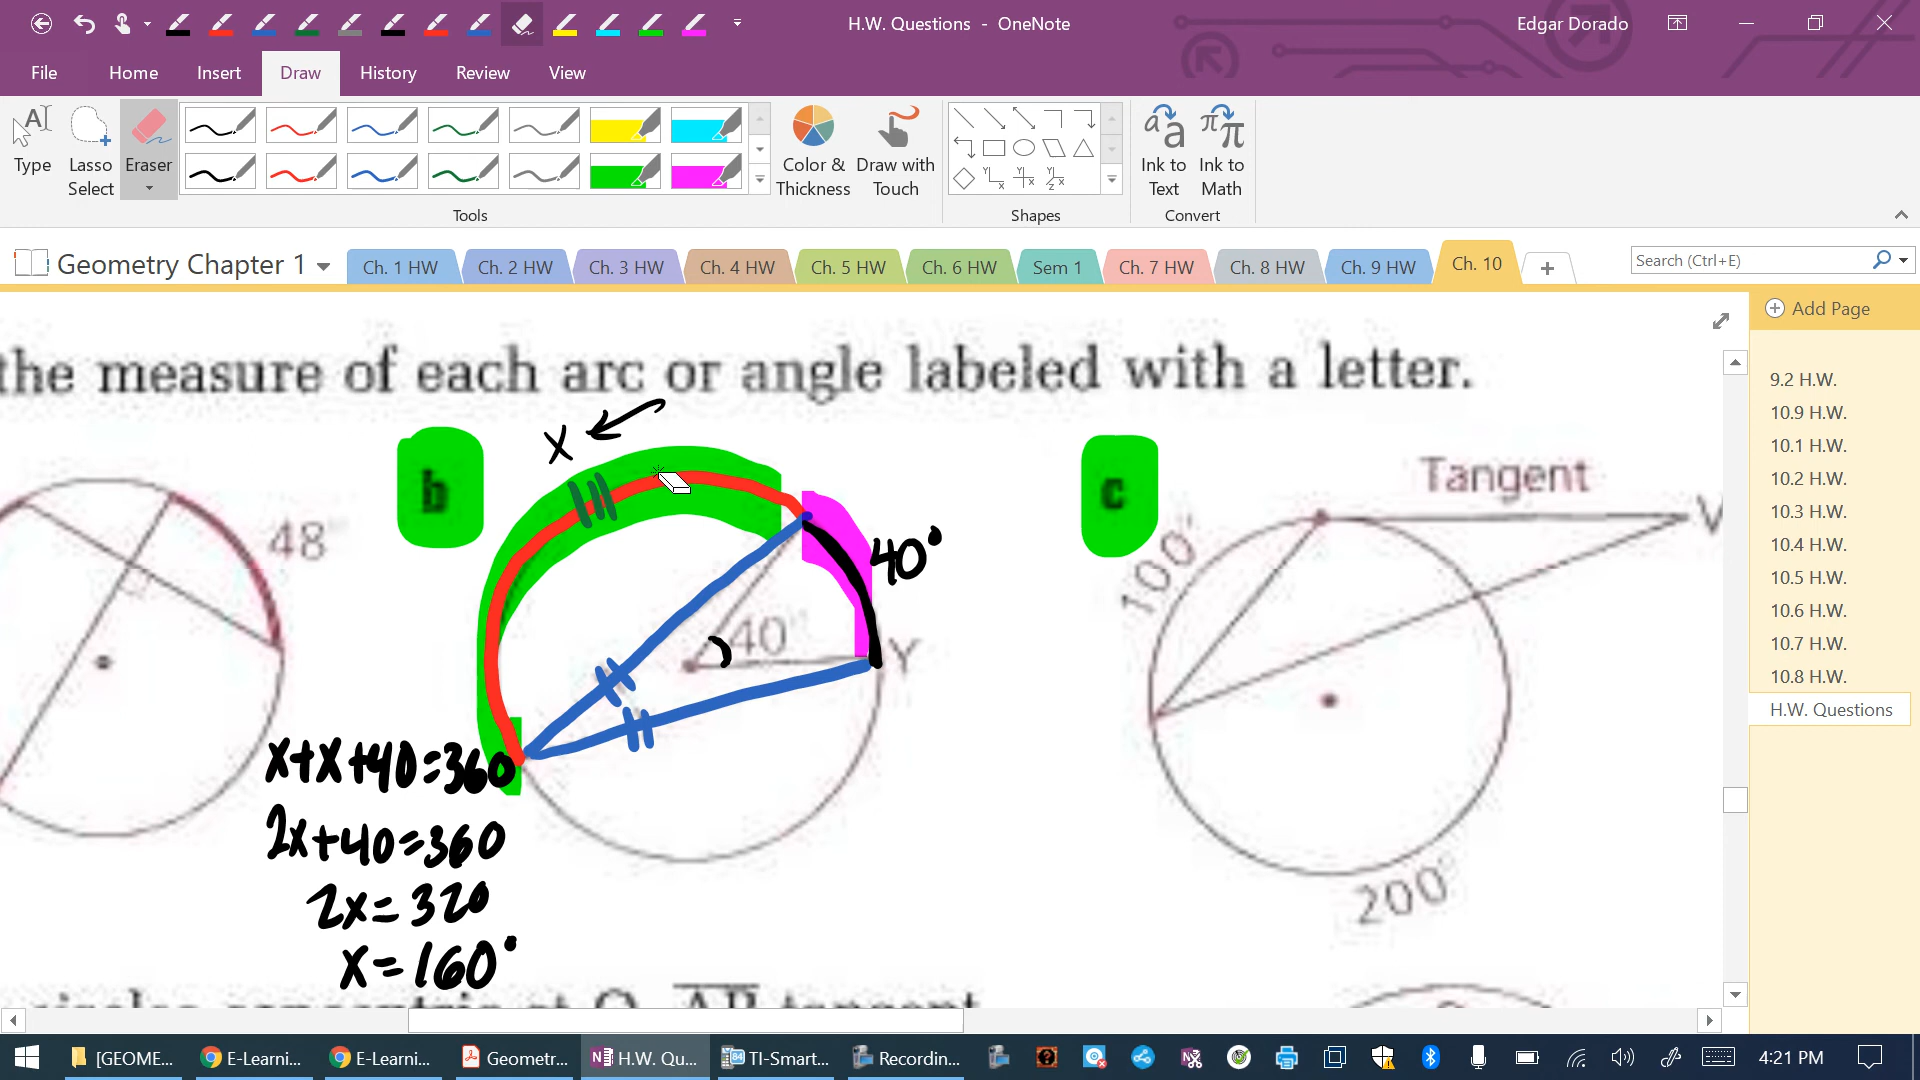 H.W. Questions - OneNote
Edgar Dorado
File Home Insert Draw History Review View
Type
Lasso Select
Eraser
Color & Thickness
Draw with Touch
Ink to Text
Ink to Math
Tools
Shapes
Convert
Geometry Chapter 1
Ch. 1 HW Ch. 2 HW Ch. 3 HW Ch. 4 HW Ch. 5 HW Ch. 6 HW Sem 1 Ch. 7 HW Ch. 8 HW Ch. 9 HW Ch. 10
Search (Ctrl+E)
Add Page
9.2 H.W.
10.9 H.W.
10.1 H.W.
10.2 H.W.
10.3 H.W.
10.4 H.W.
10.5 H.W.
10.6 H.W.
10.7 H.W.
10.8 H.W.
H.W. Questions
the measure of each arc or angle labeled with a letter.
48°
b
x
40°
40°
Y
x+x+40=360
2x+40=360
2x=320
x=160°
c
Tangent
V
100°
200°
[GEOME... E-Learni... E-Learni... Geometr... H.W. Qu... TI-Smart... Recordin... 4:21 PM